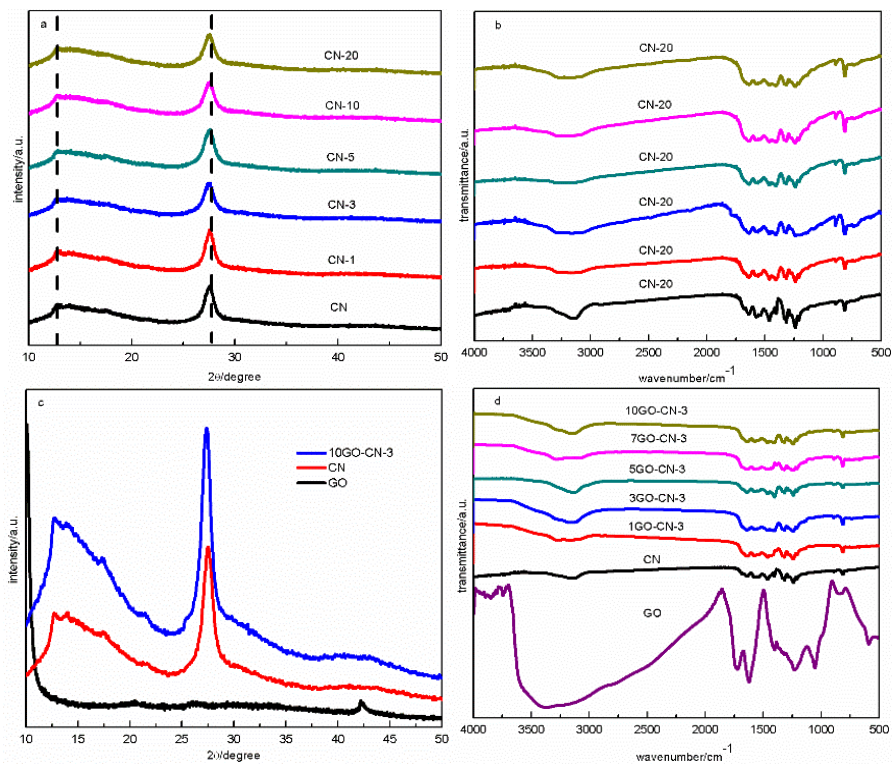 a
CN-20
CN-10
CN-5
CN-3
CN-1
CN
intensity/a.u.
10 20 30 40 50
2θ/degree
b
CN-20
CN-20
CN-20
CN-20
CN-20
CN-20
transmittance/a.u.
4000 3500 3000 2000 1500 1000 500
wavenumber/cm-1
c
10GO-CN-3
CN
GO
intensity/a.u.
10 15 20 25 30 35 40 45 50
2θ/degree
d
10GO-CN-3
7GO-CN-3
5GO-CN-3
3GO-CN-3
1GO-CN-3
CN
GO
transmittance/a.u.
4000 3500 3000 2500 2000 1500 1000 500
wavenumber/cm-1